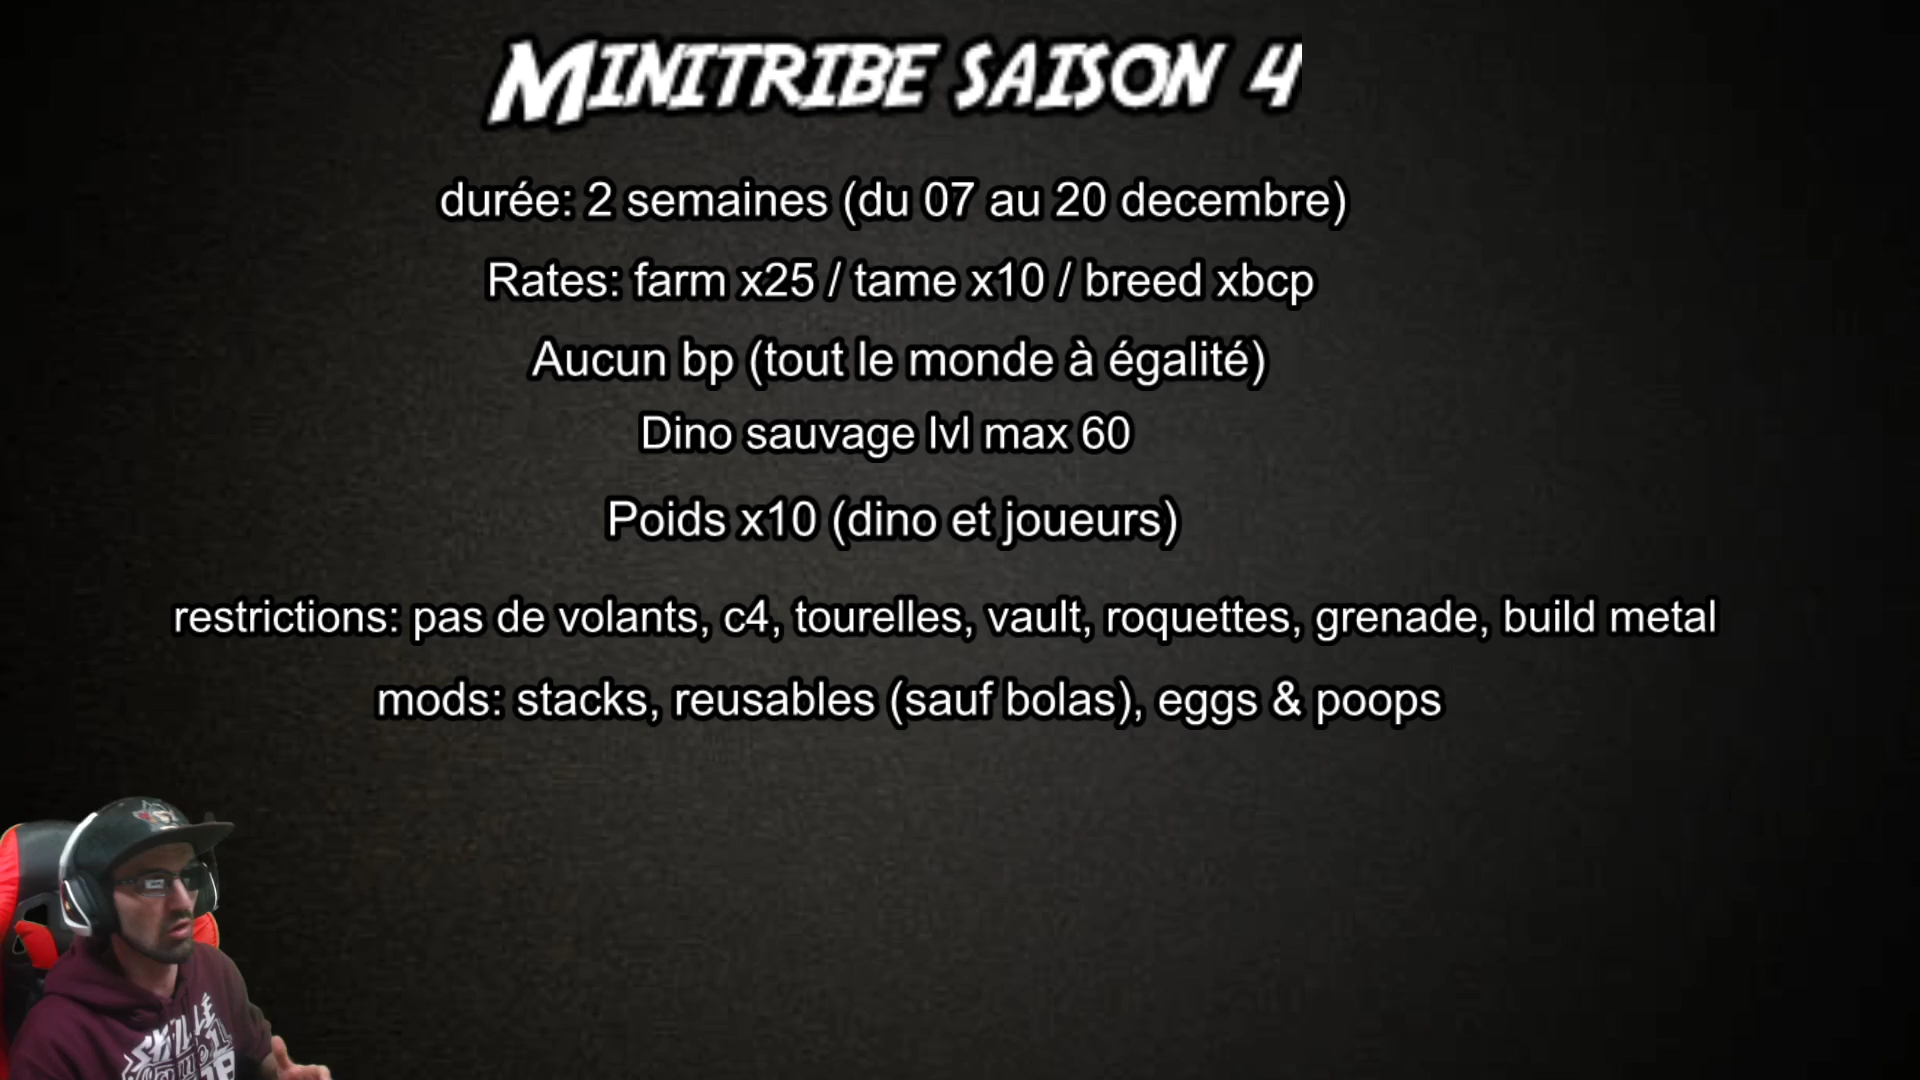 MINITRIBE SAISON 4
durée: 2 semaines (du 07 au 20 decembre)
Rates: farm x25 / tame x10 / breed xbcp
Aucun bp (tout le monde à égalité)
Dino sauvage lvl max 60
Poids x10 (dino et joueurs)
restrictions: pas de volants, c4, tourelles, vault, roquettes, grenade, build metal
mods: stacks, reusables (sauf bolas), eggs & poops